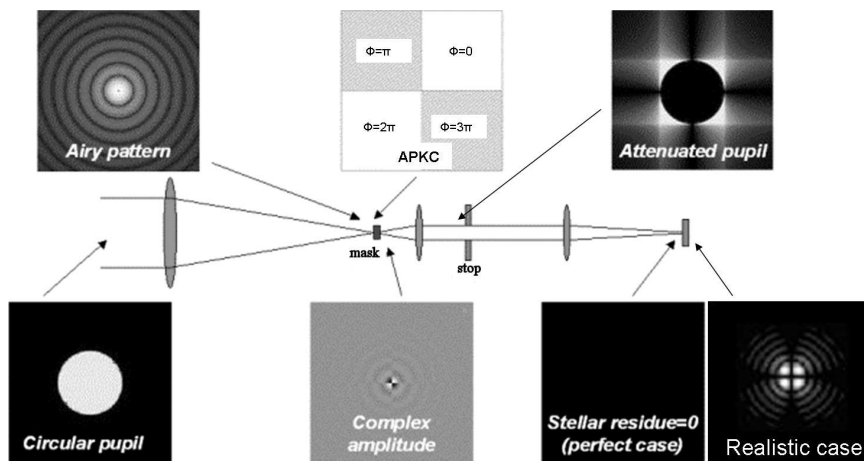 Φ=π
Φ=0
Φ=2π
Φ=3π
APKC
Airy pattern
Attenuated pupil
mask
stop
Circular pupil
Complex
amplitude
Stellar residue=0
(perfect case)
Realistic case